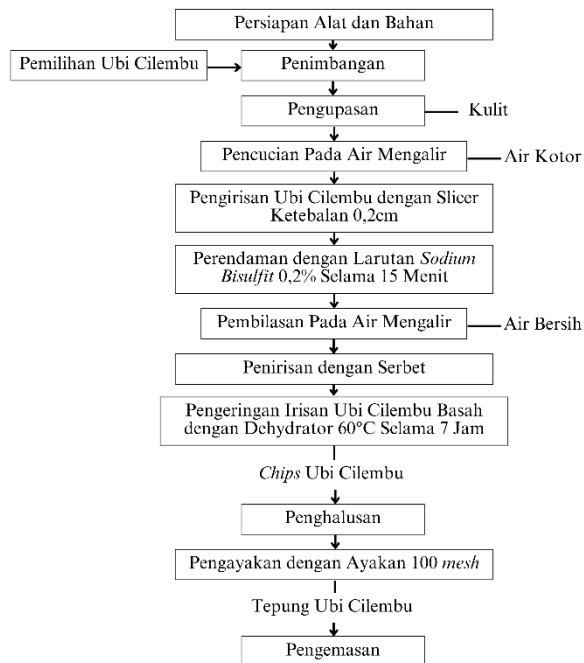 Persiapan Alat dan Bahan
Pemilihan Ubi Cilembu
Penimbangan
Pengupasan
Kulit
Pencucian Pada Air Mengalir
Air Kotor
Pengirisan Ubi Cilembu dengan Slicer
Ketebalan 0,2cm
Perendaman dengan Larutan Sodium
Bisulfit 0,2% Selama 15 Menit
Pembilasan Pada Air Mengalir
Air Bersih
Penirisan dengan Serbet
Pengeringan Irisan Ubi Cilembu Basah
dengan Dehydrator 60°C Selama 7 Jam
Chips Ubi Cilembu
Penghalusan
Pengayakan dengan Ayakan 100 mesh
Tepung Ubi Cilembu
Pengemasan